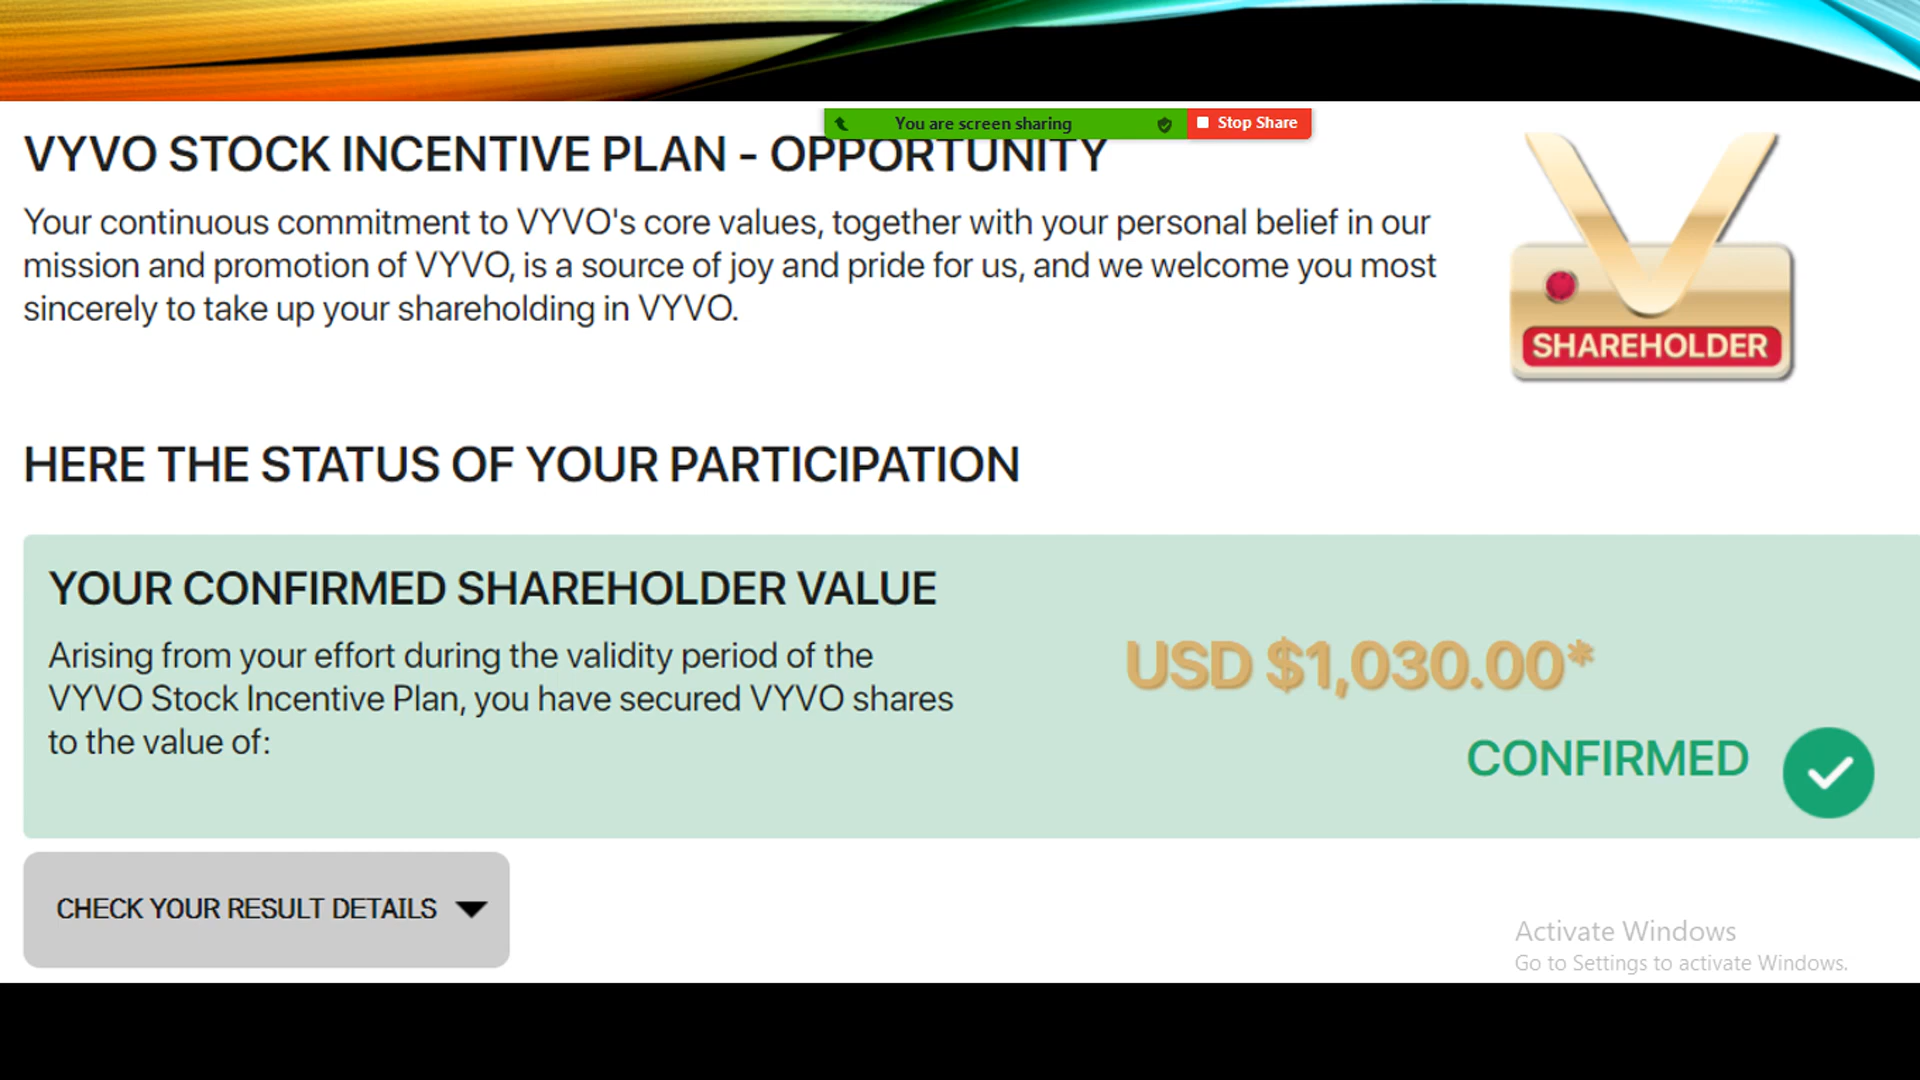 You are screen sharing
Stop Share
VYVO STOCK INCENTIVE PLAN - OPPORTUNITY
Your continuous commitment to VYVO's core values, together with your personal belief in our
mission and promotion of VYVO, is a source of joy and pride for us, and we welcome you most
sincerely to take up your shareholding in VYVO.
SHAREHOLDER
HERE THE STATUS OF YOUR PARTICIPATION
YOUR CONFIRMED SHAREHOLDER VALUE
Arising from your effort during the validity period of the
VYVO Stock Incentive Plan, you have secured VYVO shares
to the value of:
USD $1,030.00*
CONFIRMED
CHECK YOUR RESULT DETAILS
Activate Windows
Go to Settings to activate Windows.